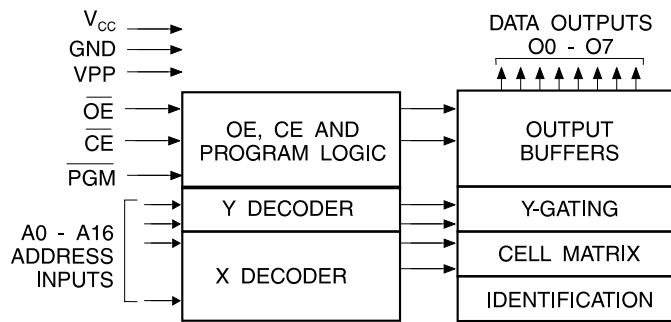 V_CC
GND
VPP
OE
CE
PGM
A0 - A16
ADDRESS
INPUTS
OE, CE AND
PROGRAM LOGIC
Y DECODER
X DECODER
DATA OUTPUTS
O0 - O7
OUTPUT
BUFFERS
Y-GATING
CELL MATRIX
IDENTIFICATION